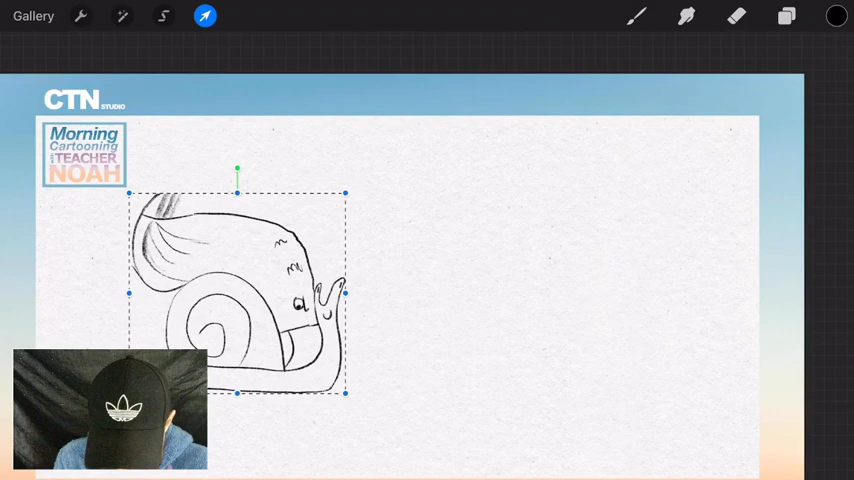 Gallery
CTN STUDIO
Morning
Cartooning
with TEACHER
NOAH